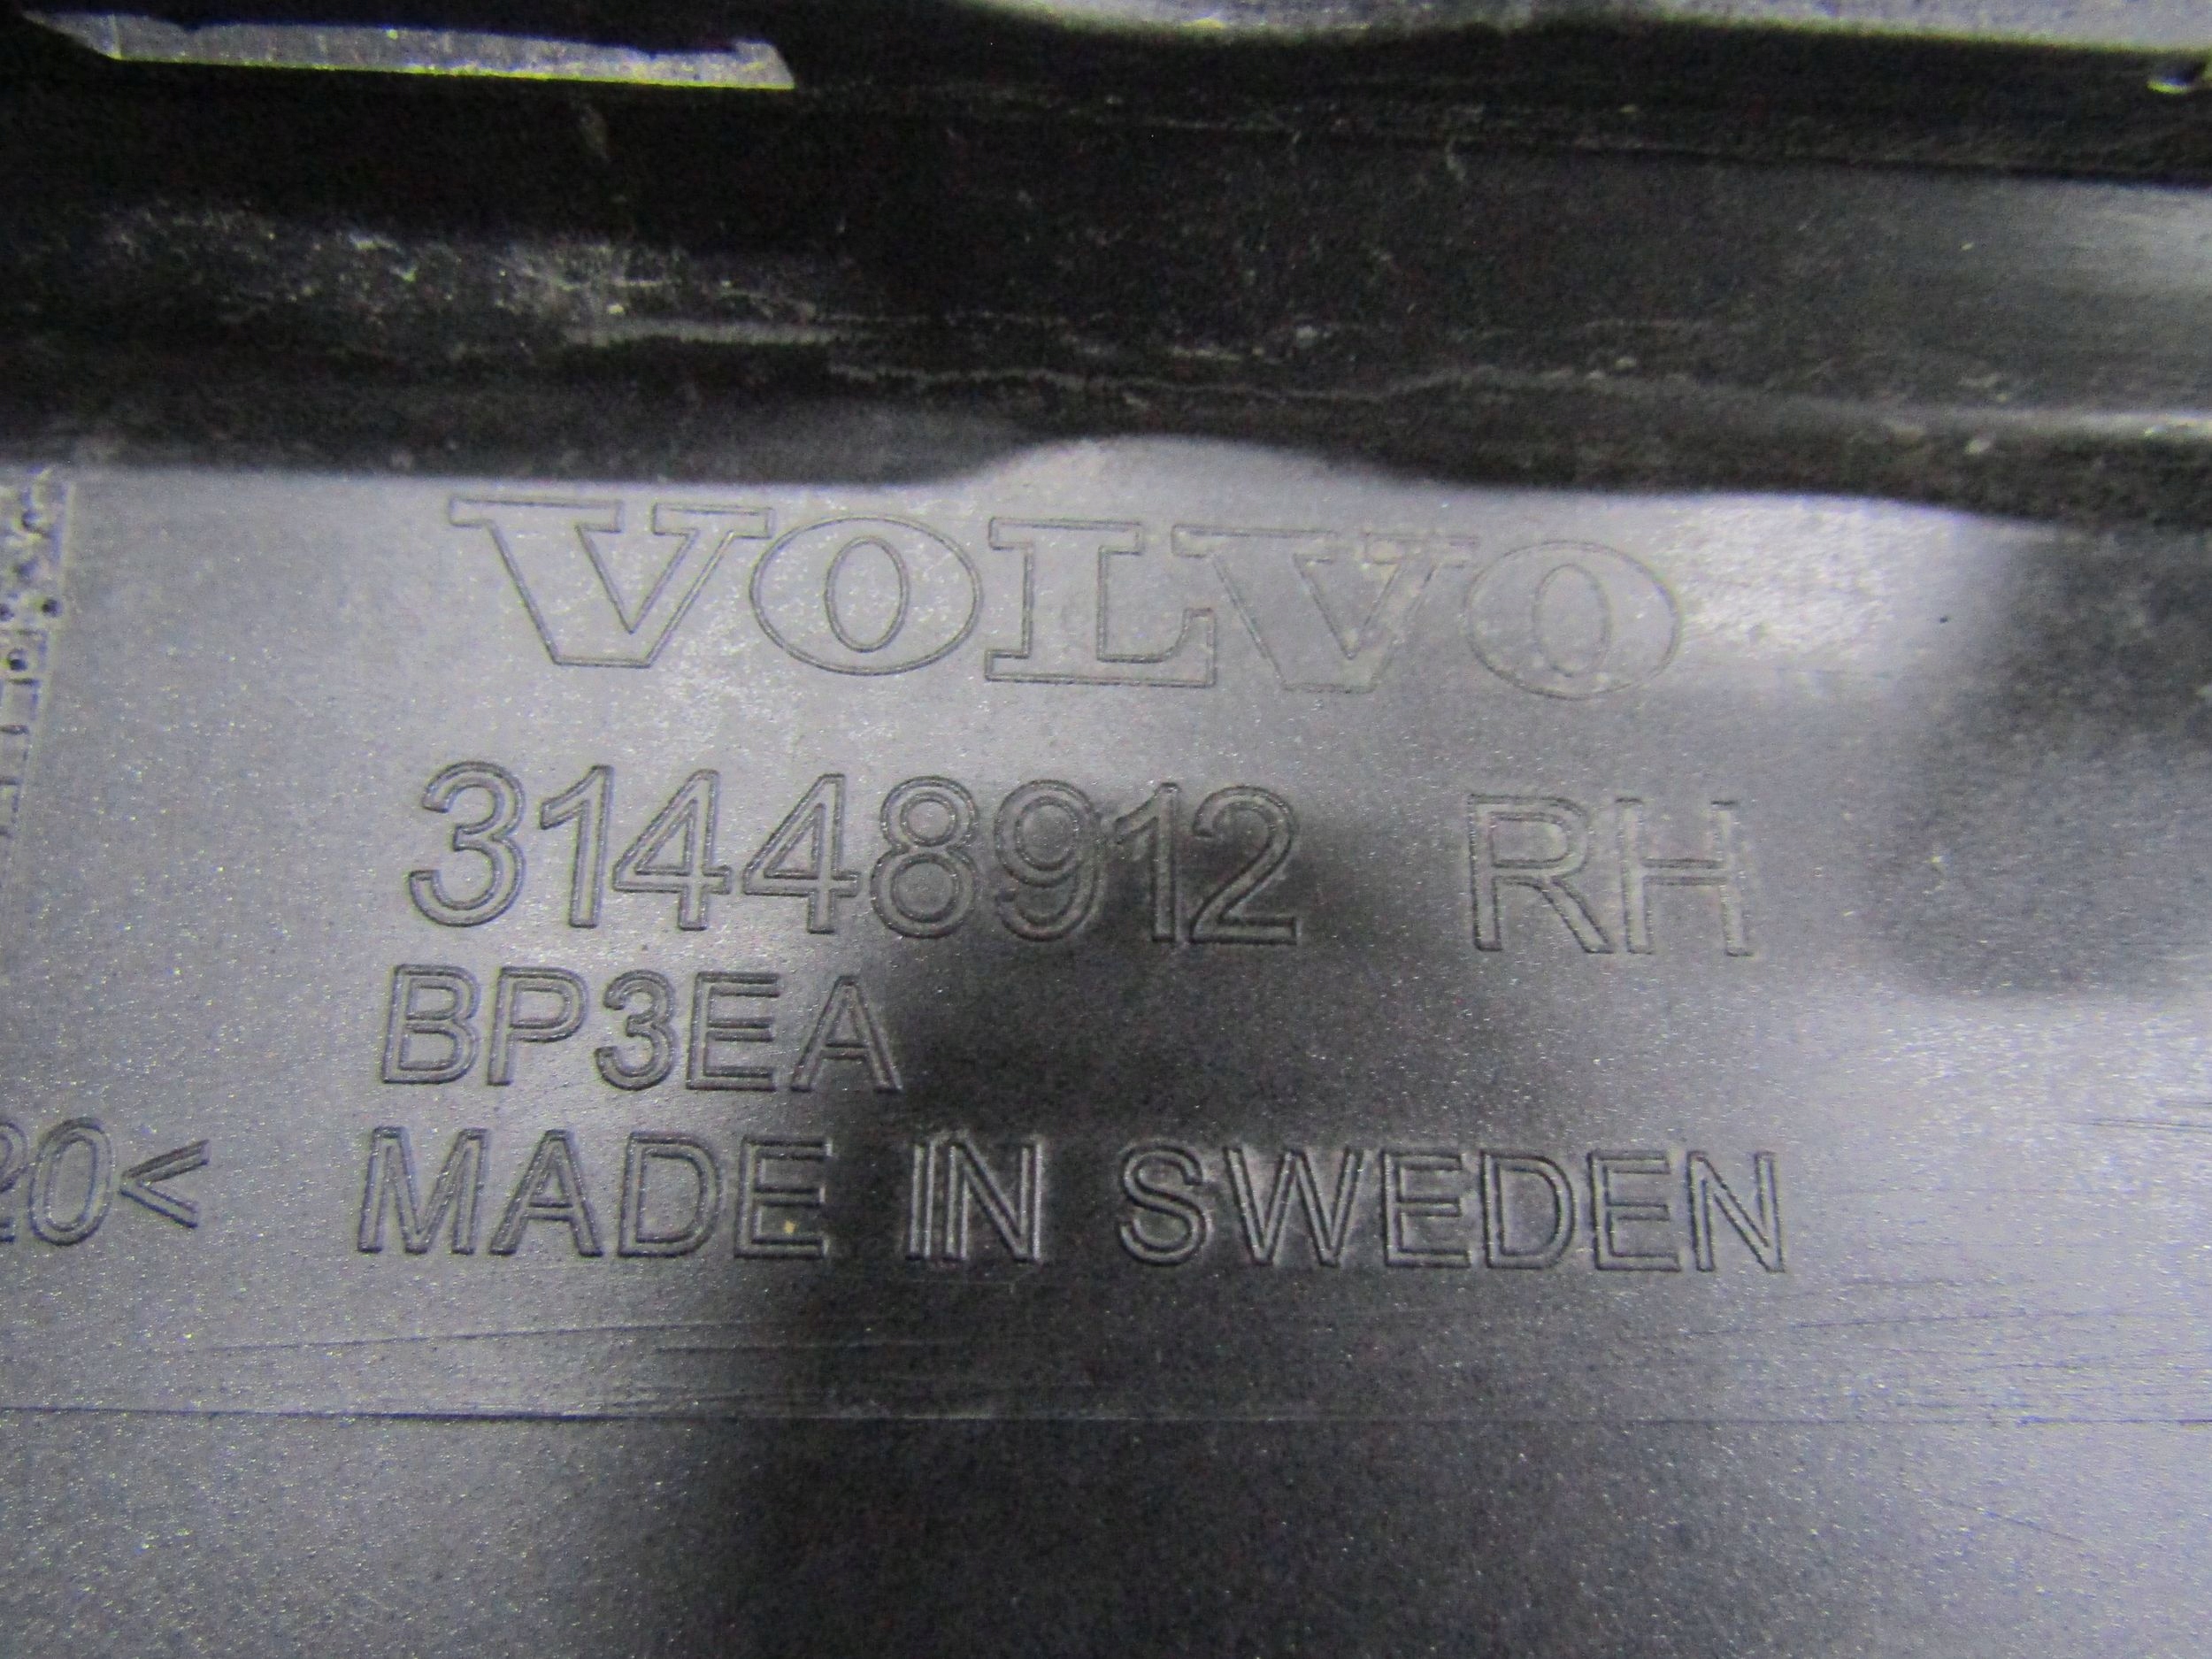 VOLVO
31448912 RH
BP3EA
20< MADE IN SWEDEN